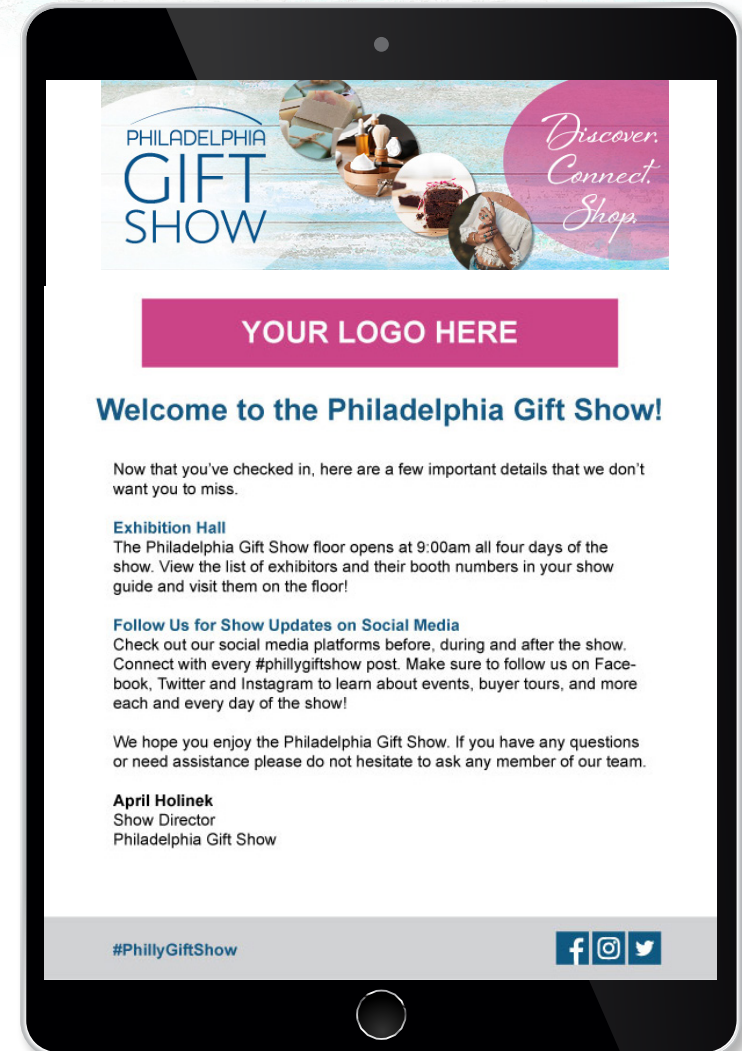 PHILADELPHIA
GIFT
SHOW
Discover.
Connect.
Shop.
YOUR LOGO HERE
Welcome to the Philadelphia Gift Show!
Now that you’ve checked in, here are a few important details that we don’t
want you to miss.
Exhibition Hall
The Philadelphia Gift Show floor opens at 9:00am all four days of the
show. View the list of exhibitors and their booth numbers in your show
guide and visit them on the floor!
Follow Us for Show Updates on Social Media
Check out our social media platforms before, during and after the show.
Connect with every #phillygiftshow post. Make sure to follow us on Face-
book, Twitter and Instagram to learn about events, buyer tours, and more
each and every day of the show!
We hope you enjoy the Philadelphia Gift Show. If you have any questions
or need assistance please do not hesitate to ask any member of our team.
April Holinek
Show Director
Philadelphia Gift Show
#PhillyGiftShow